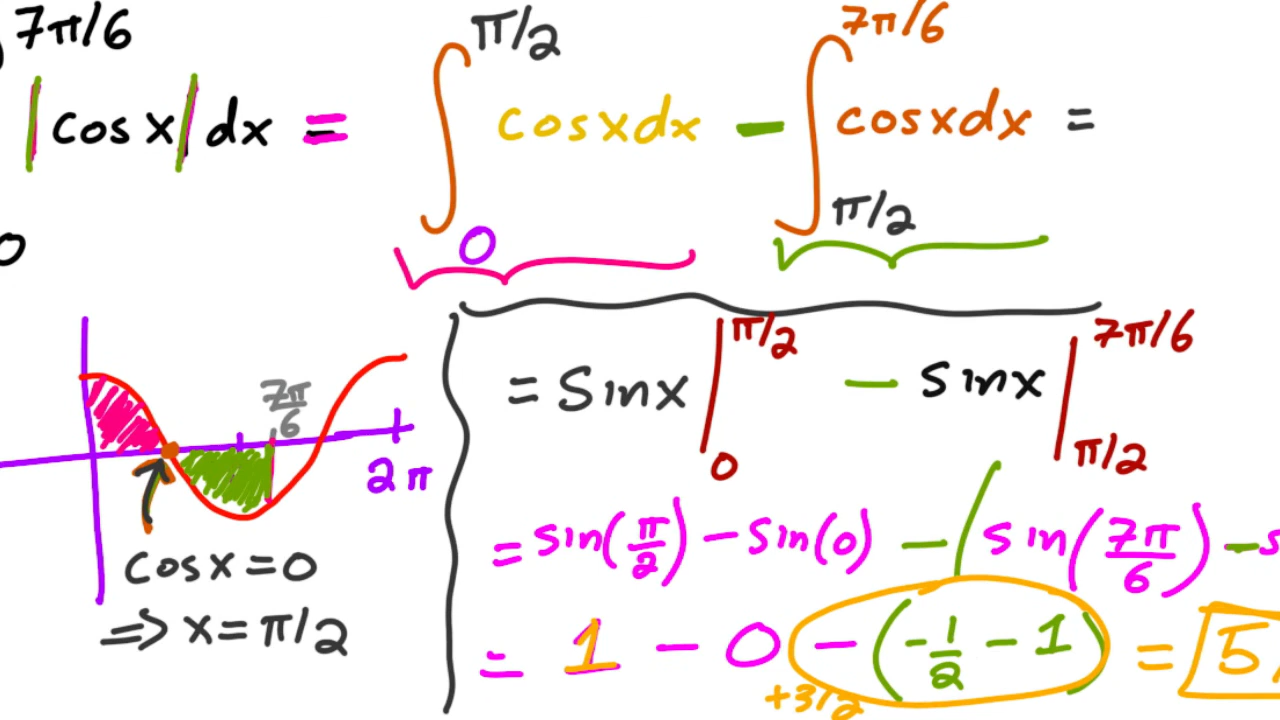 ∫ 7π/6
|cos x| dx = ∫ π/2 0 cosxdx - ∫ 7π/6 π/2 cosxdx =
0
= sinx | π/2 0 - sinx | 7π/6 π/2
7π/6
2π
= sin(π/2) - sin(0) - (sin(7π/6) - s
cosx=0
⇒ x=π/2
= 1 - 0 - (-1/2 - 1) = 5/
+3/2